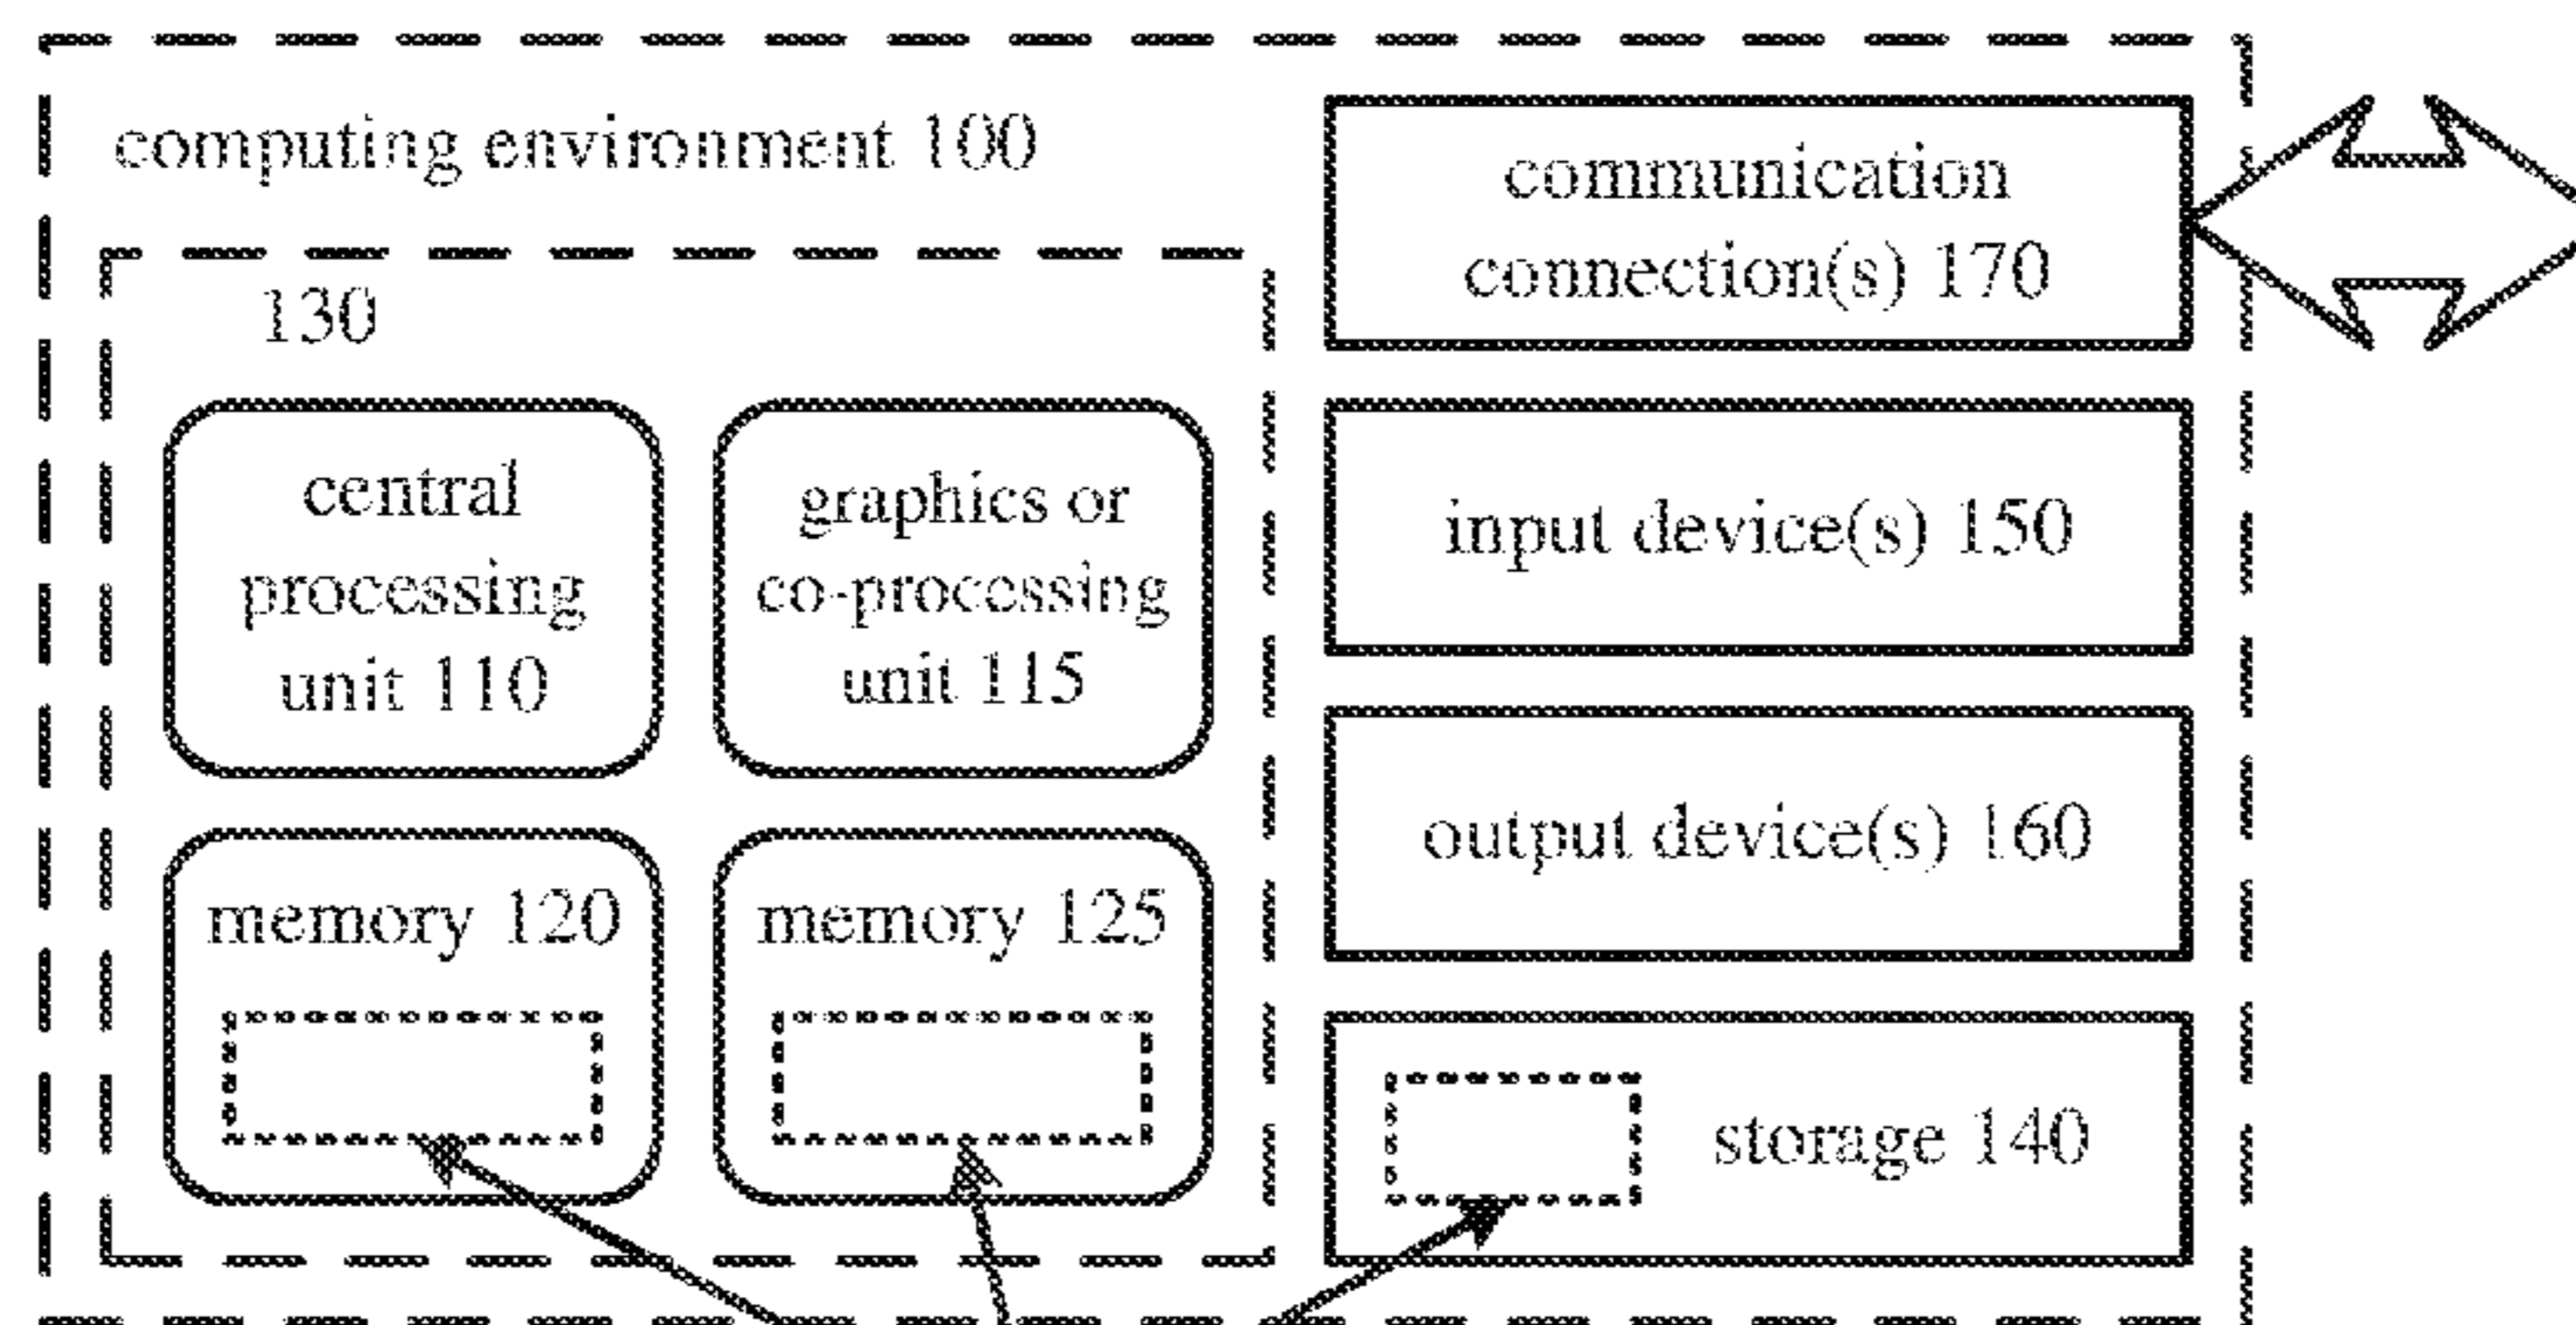 computing environment 100
communication
connection(s) 170
130
central
processing
unit 110
graphics or
co-processing
unit 115
input device(s) 150
output device(s) 160
memory 120
memory 125
storage 140